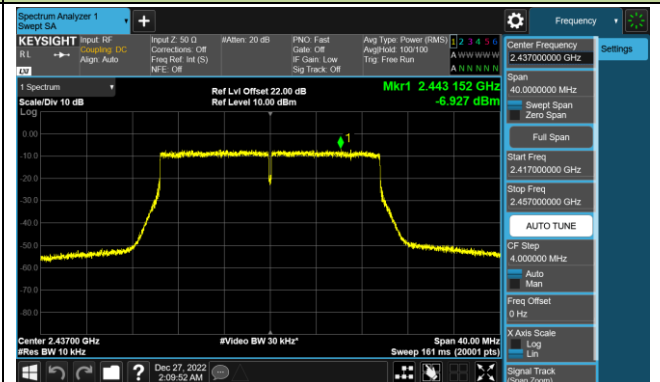 Spectrum Analyzer 1
Swept SA
+
Frequency
KEYSIGHT
RL
Input: RF
Coupling: DC
Align: Auto
Input Z: 50 Ω
Corrections: Off
Freq Ref: Int (S)
NFE: Off
#Atten: 20 dB
PNO: Fast
Gate: Off
IF Gain: Low
Sig Track: Off
Avg Type: Power (RMS)
Avg|Hold: 100/100
Trig: Free Run
1 2 3 4 5 6
A W W W W W
A N N N N N
1 Spectrum
Scale/Div 10 dB
Log
Ref Lvl Offset 22.00 dB
Ref Level 10.00 dBm
Mkr1 2.443 152 GHz
-6.927 dBm
1
0.00
-10.0
-20.0
-30.0
-40.0
-50.0
-60.0
-70.0
-80.0
Center 2.43700 GHz
#Res BW 10 kHz
#Video BW 30 kHz*
Span 40.00 MHz
Sweep 161 ms (20001 pts)
Dec 27, 2022
2:09:52 AM
?
Center Frequency
2.437000000 GHz
Settings
Span
40.0000000 MHz
Swept Span
Zero Span
Full Span
Start Freq
2.417000000 GHz
Stop Freq
2.457000000 GHz
AUTO TUNE
CF Step
4.000000 MHz
Auto
Man
Freq Offset
0 Hz
X Axis Scale
Log
Lin
Signal Track
(Span Zoom)